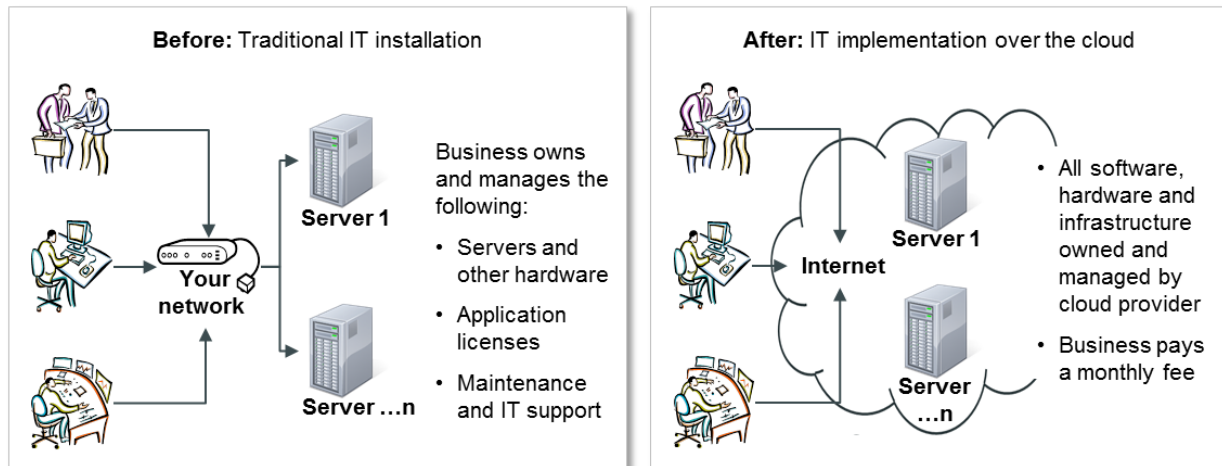 Before: Traditional IT installation
Server 1
Your
network
Server ...n
Business owns
and manages the
following:
• Servers and
other hardware
• Application
licenses
• Maintenance
and IT support
After: IT implementation over the cloud
Server 1
Internet
Server
...n
• All software,
hardware and
infrastructure
owned and
managed by
cloud provider
• Business pays
a monthly fee